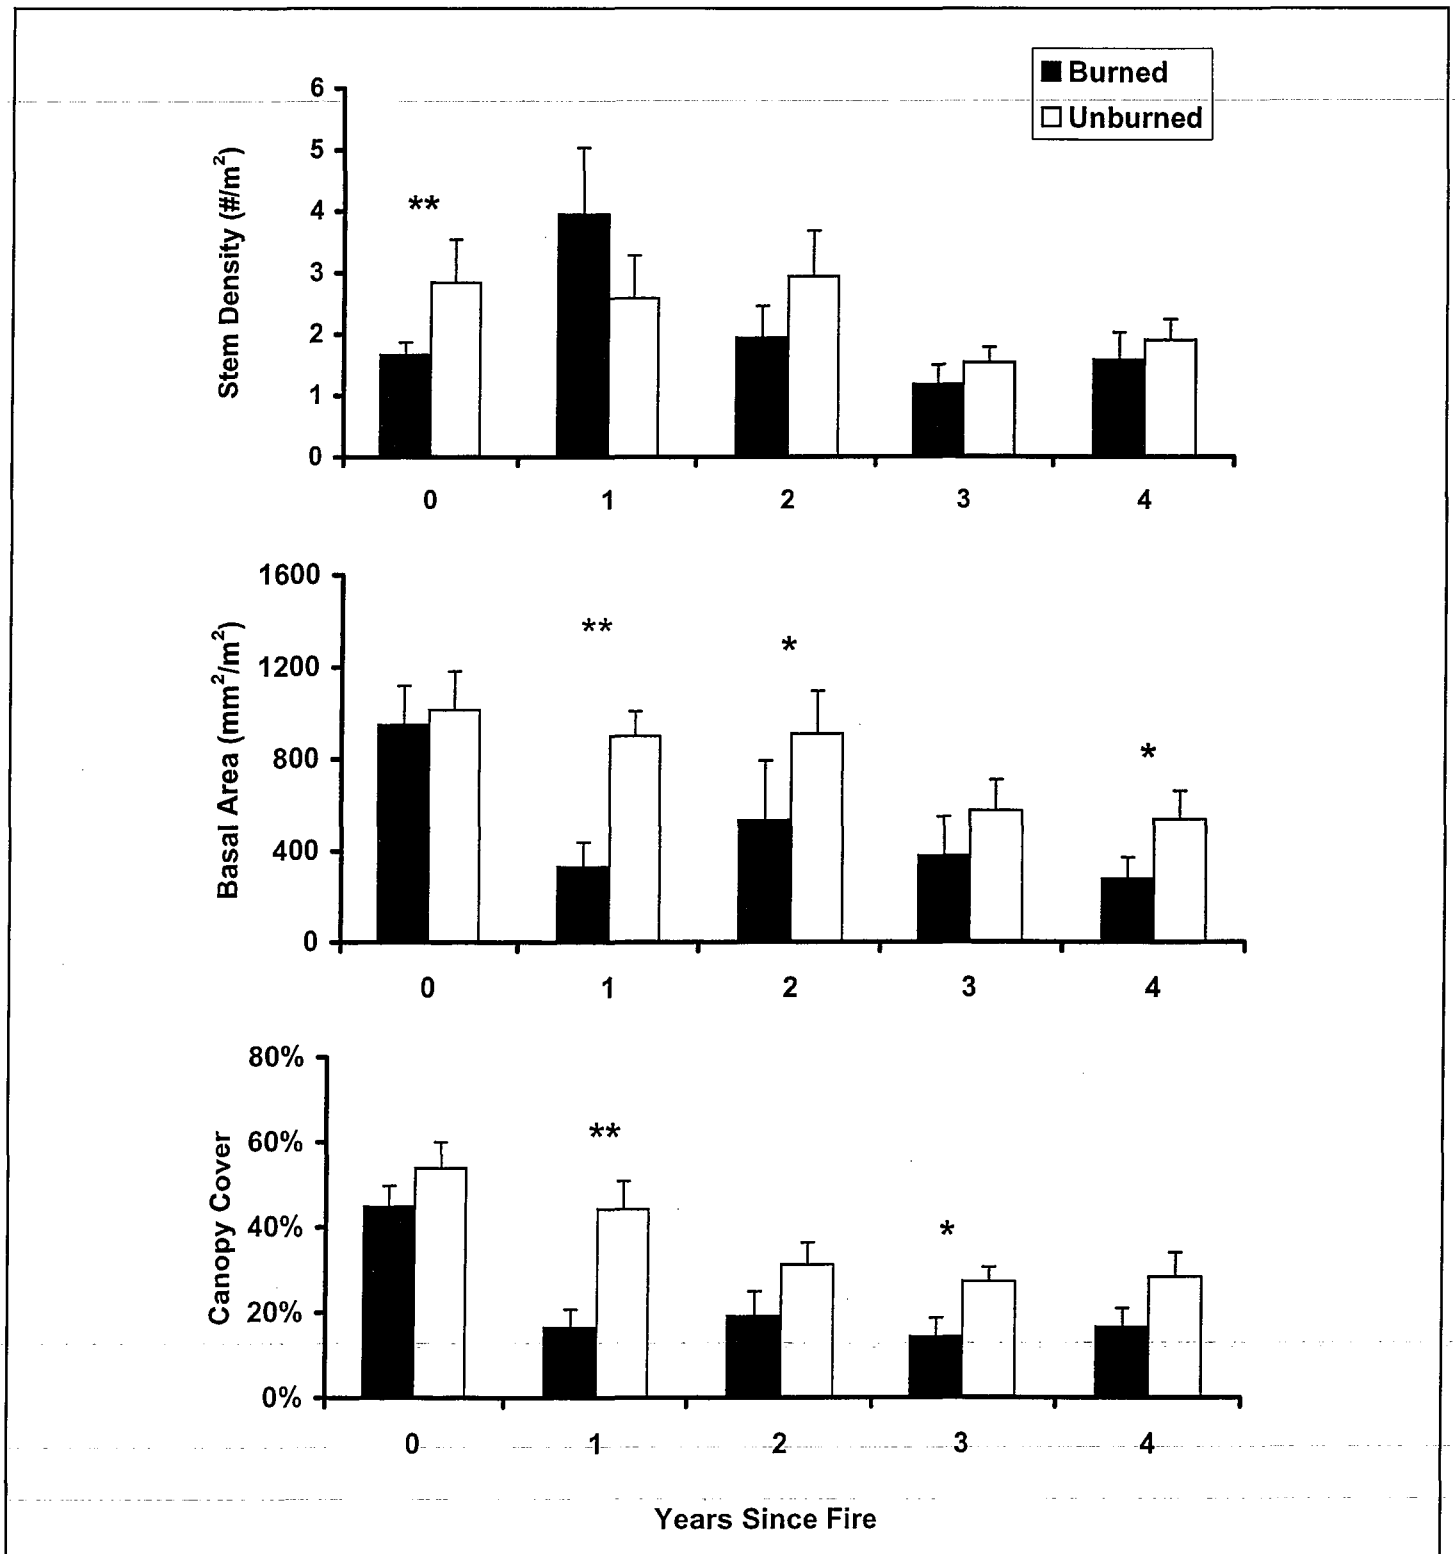 Burned
Unburned
Stem Density (#/m²)
6
5
4
3
2
1
0
**
0 1 2 3 4
Basal Area (mm²/m²)
1600
1200
800
400
0
** * *
0 1 2 3 4
Canopy Cover
80%
60%
40%
20%
0%
** *
0 1 2 3 4
Years Since Fire